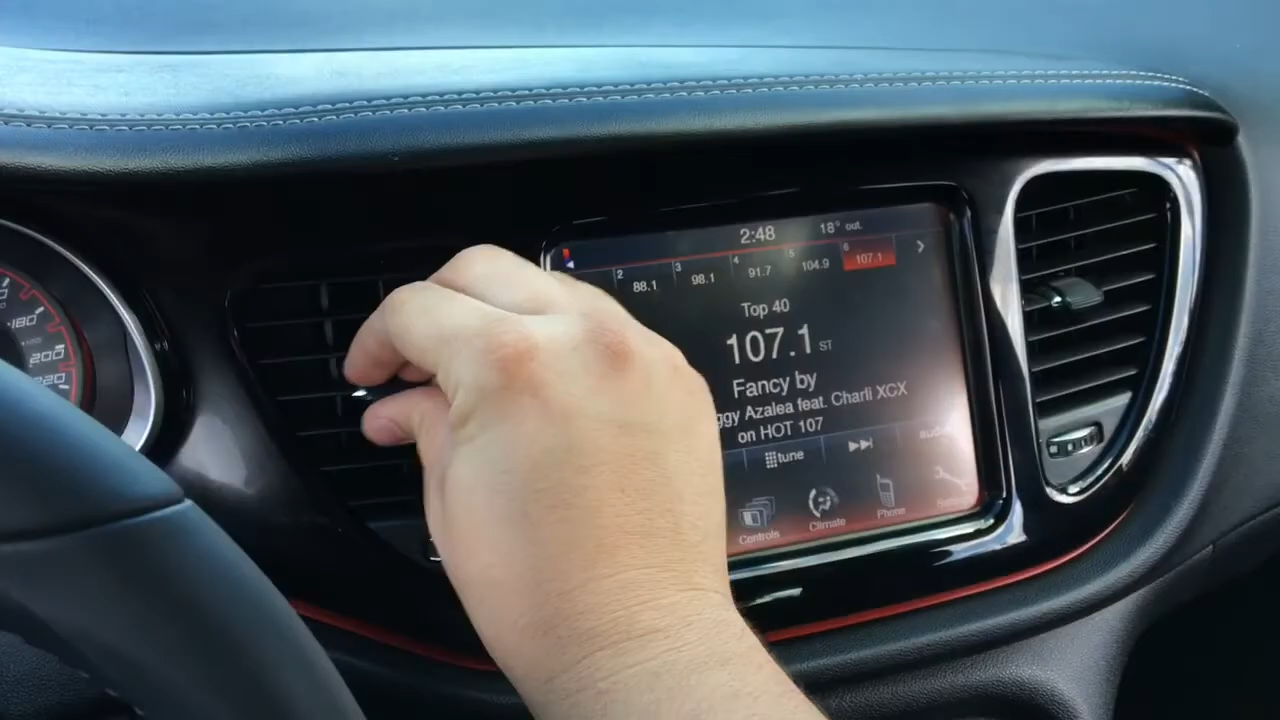 2:48 18° out.
2 88.1 3 98.1 4 91.7 5 104.9 6 107.1
Top 40
107.1 ST
Fancy by
ggy Azalea feat. Charli XCX
on HOT 107
tune
Controls Climate Phone
180
200
220